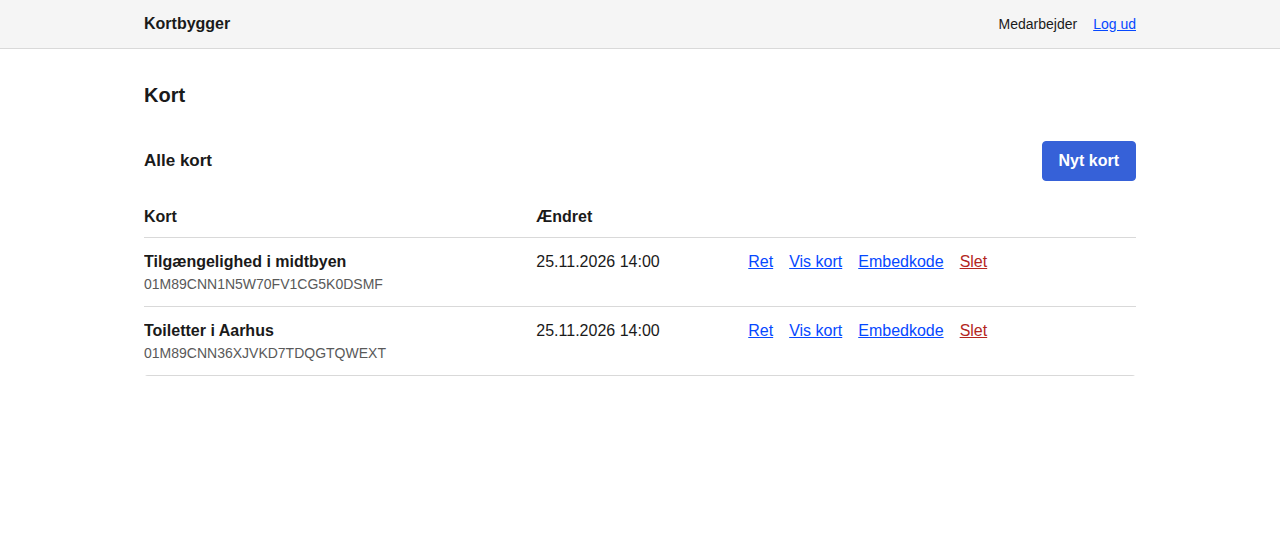 Kortbygger
Medarbejder Log ud
Kort
Alle kort
Nyt kort
Kort Ændret
Tilgængelighed i midtbyen 25.11.2026 14:00 Ret Vis kort Embedkode Slet
01M89CNN1N5W70FV1CG5K0DSMF
Toiletter i Aarhus 25.11.2026 14:00 Ret Vis kort Embedkode Slet
01M89CNN36XJVKD7TDQGTQWEXT